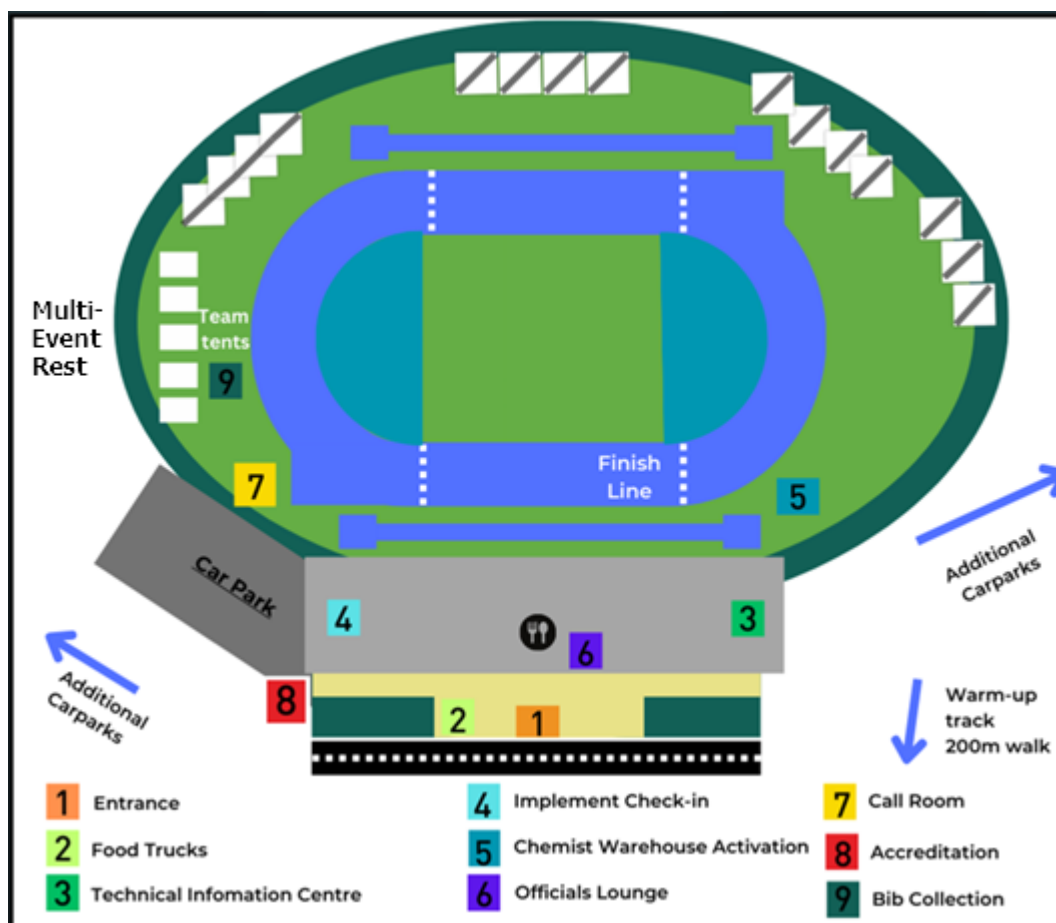 Multi-
Event
Rest
Team
tents
9
7
Finish
Line
5
Additional
Carparks
Car Park
4
3
6
Additional
Carparks
8
2
1
Warm-up
track
200m walk
1 Entrance
2 Food Trucks
3 Technical Infomation Centre
4 Implement Check-in
5 Chemist Warehouse Activation
6 Officials Lounge
7 Call Room
8 Accreditation
9 Bib Collection